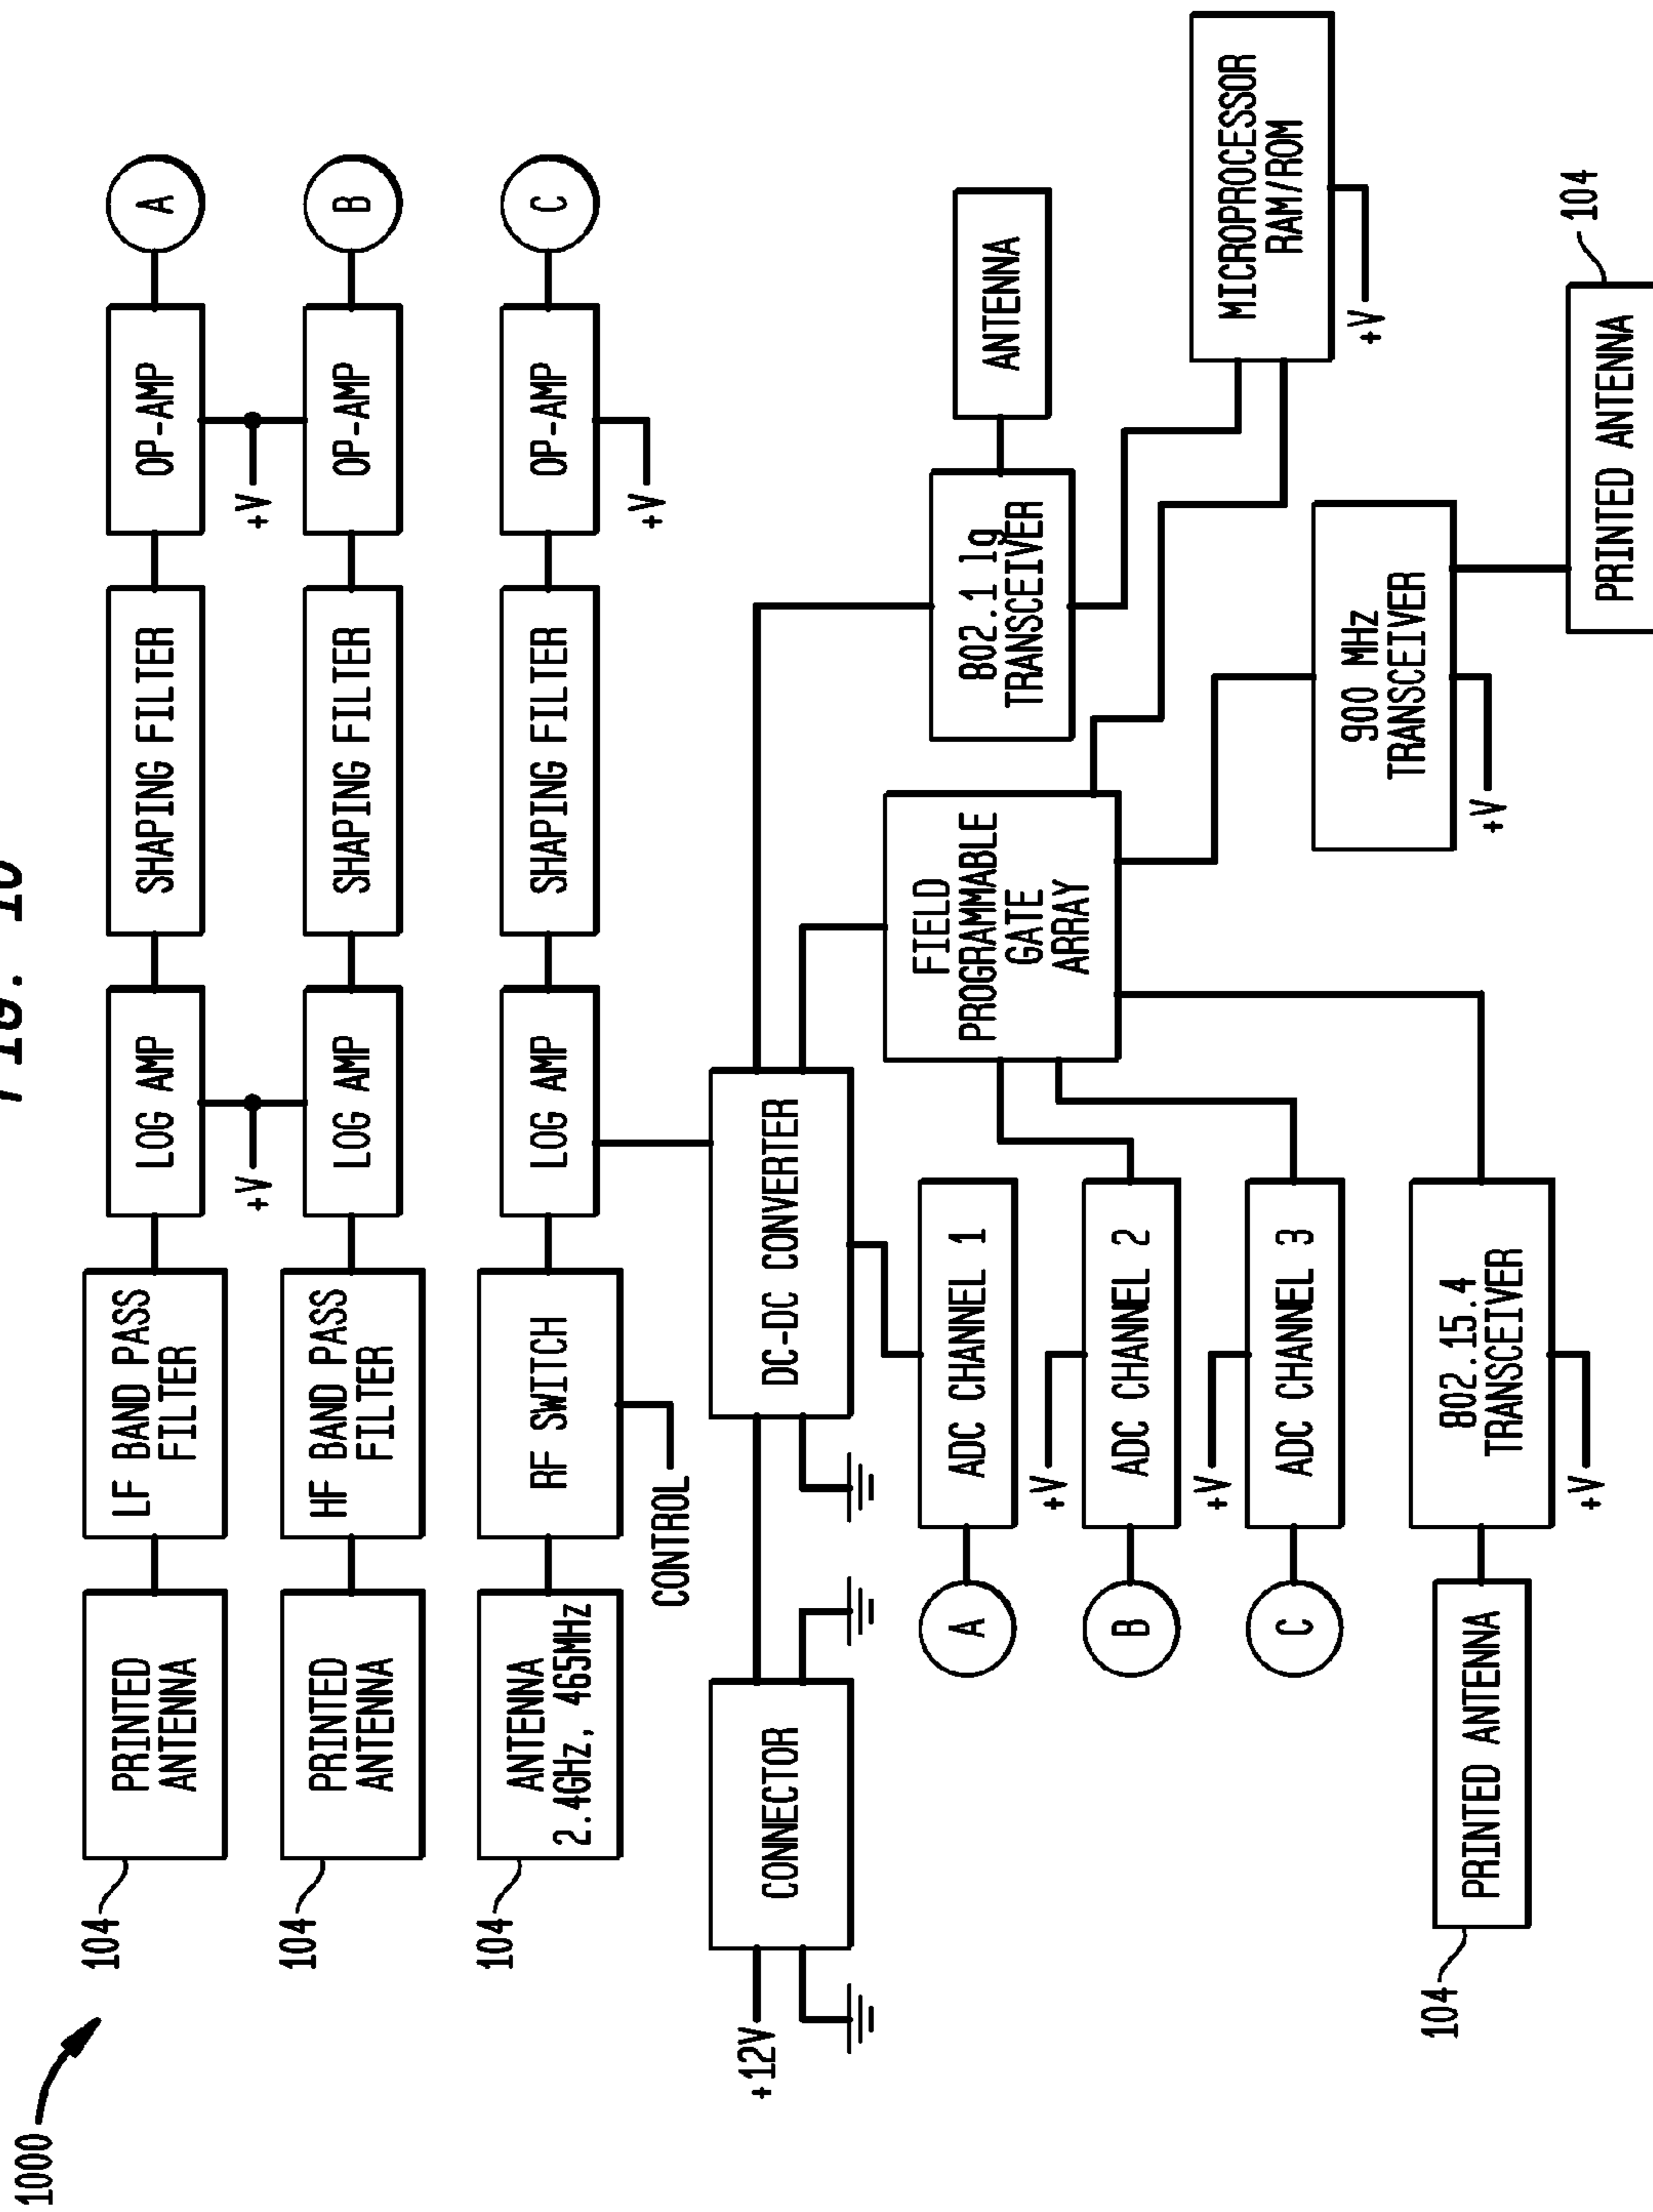 FIG. 10
1000
104
PRINTED
ANTENNA
LF BAND PASS
FILTER
LOG AMP
SHAPING FILTER
OP-AMP
A
+V
+V
104
PRINTED
ANTENNA
HF BAND PASS
FILTER
LOG AMP
SHAPING FILTER
OP-AMP
B
104
ANTENNA
2.4GHz, 465MHz
RF SWITCH
LOG AMP
SHAPING FILTER
OP-AMP
C
CONTROL
+V
+12V
CONNECTOR
DC-DC CONVERTER
802.1 lg
TRANSCEIVER
ANTENNA
A
ADC CHANNEL 1
FIELD
PROGRAMMABLE
GATE
ARRAY
+V
B
ADC CHANNEL 2
+V
C
ADC CHANNEL 3
MICROPROCESSOR
RAM/ROM
+V
900 MHz
TRANSCEIVER
+V
104
PRINTED ANTENNA
802.15.4
TRANSCEIVER
+V
104
PRINTED ANTENNA